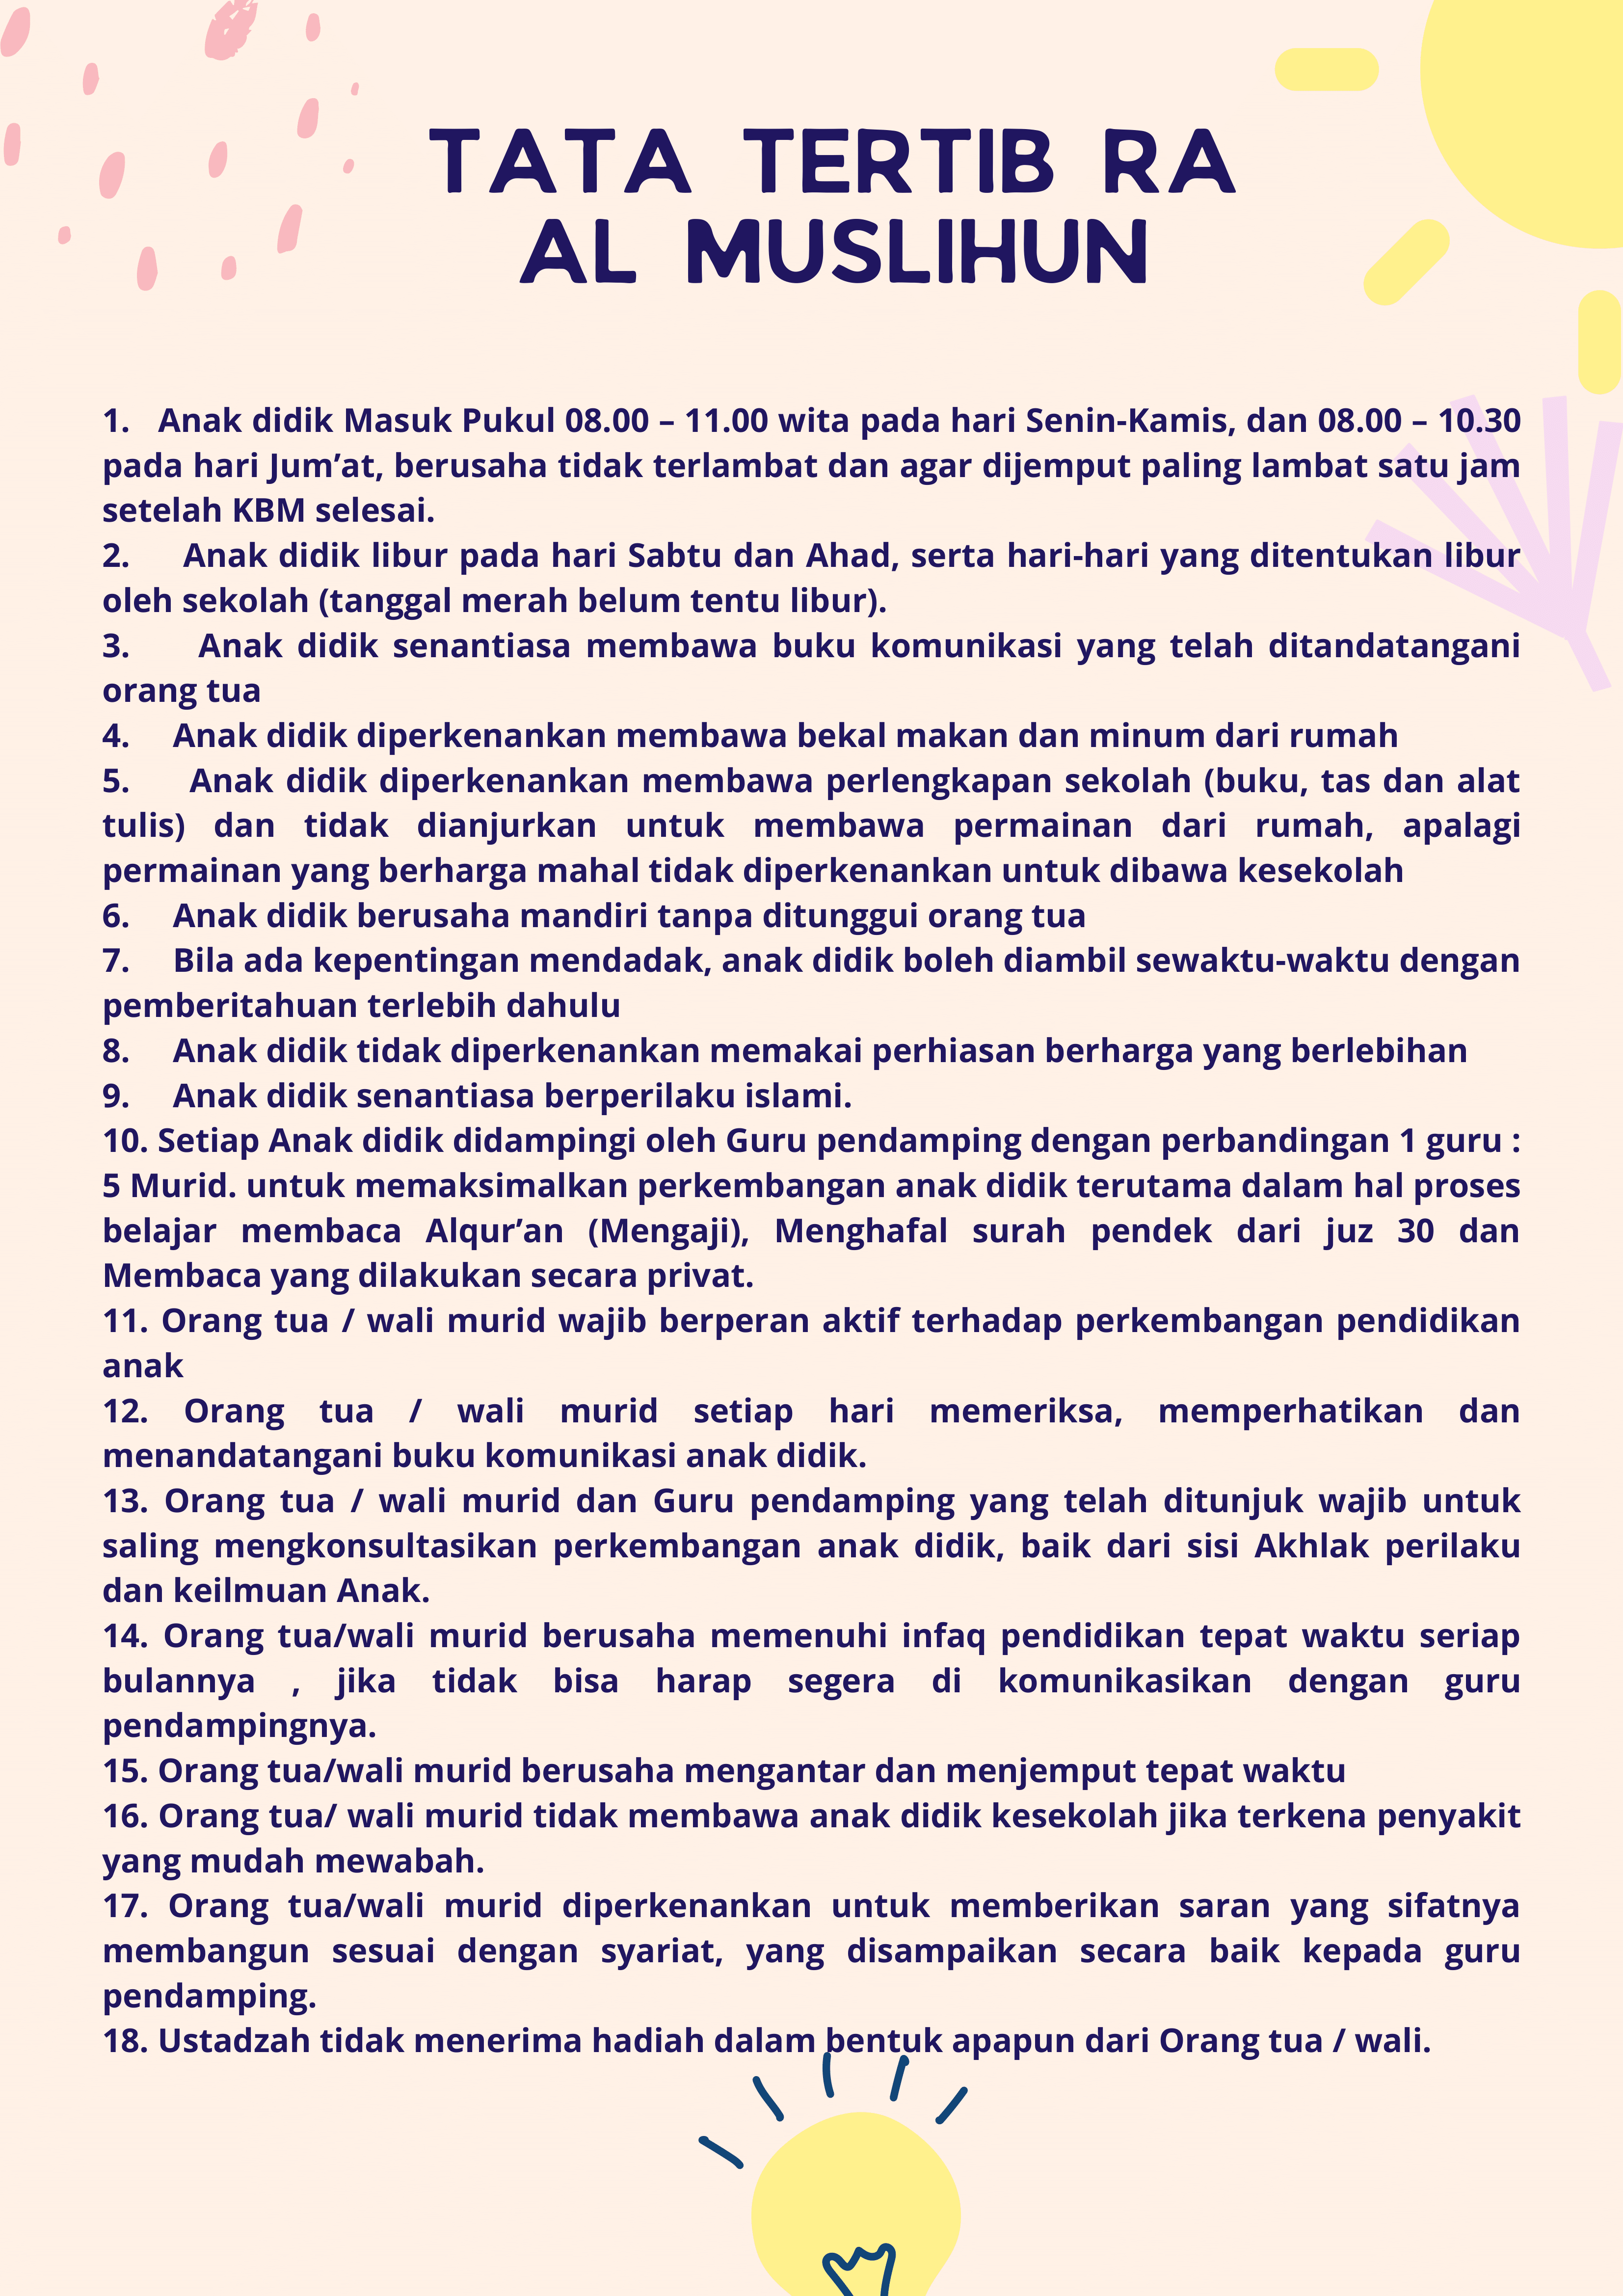 TATA TERTIB RA
AL MUSLIHUN
1. Anak didik Masuk Pukul 08.00 – 11.00 wita pada hari Senin-Kamis, dan 08.00 – 10.30
pada hari Jum’at, berusaha tidak terlambat dan agar dijemput paling lambat satu jam
setelah KBM selesai.
2. Anak didik libur pada hari Sabtu dan Ahad, serta hari-hari yang ditentukan libur
oleh sekolah (tanggal merah belum tentu libur).
3. Anak didik senantiasa membawa buku komunikasi yang telah ditandatangani
orang tua
4. Anak didik diperkenankan membawa bekal makan dan minum dari rumah
5. Anak didik diperkenankan membawa perlengkapan sekolah (buku, tas dan alat
tulis) dan tidak dianjurkan untuk membawa permainan dari rumah, apalagi
permainan yang berharga mahal tidak diperkenankan untuk dibawa kesekolah
6. Anak didik berusaha mandiri tanpa ditunggui orang tua
7. Bila ada kepentingan mendadak, anak didik boleh diambil sewaktu-waktu dengan
pemberitahuan terlebih dahulu
8. Anak didik tidak diperkenankan memakai perhiasan berharga yang berlebihan
9. Anak didik senantiasa berperilaku islami.
10. Setiap Anak didik didampingi oleh Guru pendamping dengan perbandingan 1 guru :
5 Murid. untuk memaksimalkan perkembangan anak didik terutama dalam hal proses
belajar membaca Alqur’an (Mengaji), Menghafal surah pendek dari juz 30 dan
Membaca yang dilakukan secara privat.
11. Orang tua / wali murid wajib berperan aktif terhadap perkembangan pendidikan
anak
12. Orang tua / wali murid setiap hari memeriksa, memperhatikan dan
menandatangani buku komunikasi anak didik.
13. Orang tua / wali murid dan Guru pendamping yang telah ditunjuk wajib untuk
saling mengkonsultasikan perkembangan anak didik, baik dari sisi Akhlak perilaku
dan keilmuan Anak.
14. Orang tua/wali murid berusaha memenuhi infaq pendidikan tepat waktu seriap
bulannya , jika tidak bisa harap segera di komunikasikan dengan guru
pendampingnya.
15. Orang tua/wali murid berusaha mengantar dan menjemput tepat waktu
16. Orang tua/ wali murid tidak membawa anak didik kesekolah jika terkena penyakit
yang mudah mewabah.
17. Orang tua/wali murid diperkenankan untuk memberikan saran yang sifatnya
membangun sesuai dengan syariat, yang disampaikan secara baik kepada guru
pendamping.
18. Ustadzah tidak menerima hadiah dalam bentuk apapun dari Orang tua / wali.